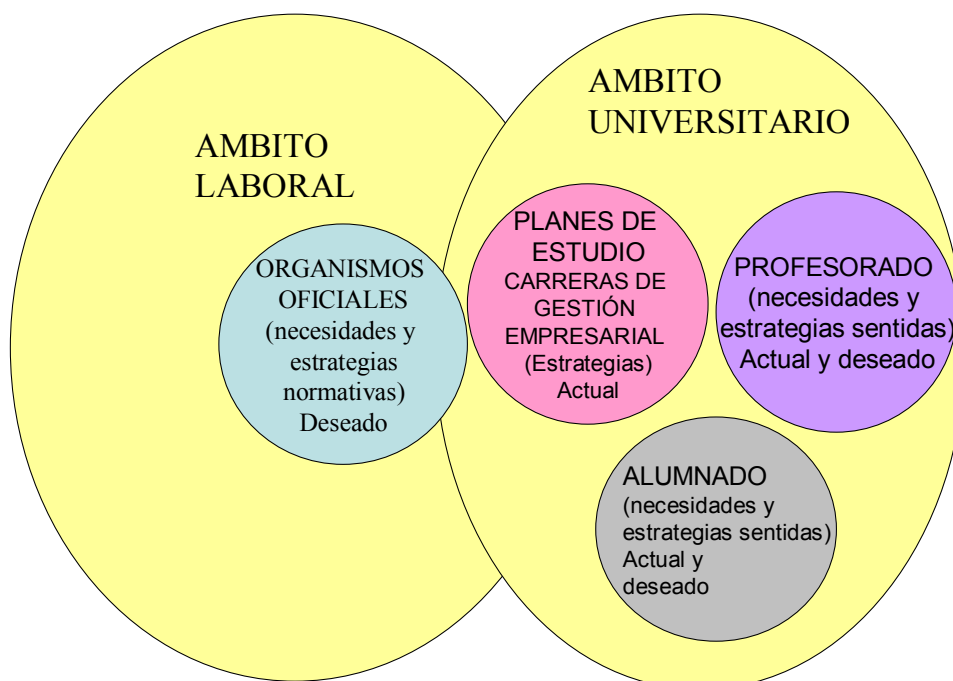 AMBITO
LABORAL
ORGANISMOS
OFICIALES
(necesidades y
estrategias
normativas)
Deseado
AMBITO
UNIVERSITARIO
PLANES DE
ESTUDIO
CARRERAS DE
GESTIÓN
EMPRESARIAL
(Estrategias)
Actual
PROFESORADO
(necesidades y
estrategias sentidas)
Actual y deseado
ALUMNADO
(necesidades y
estrategias sentidas)
Actual y
deseado